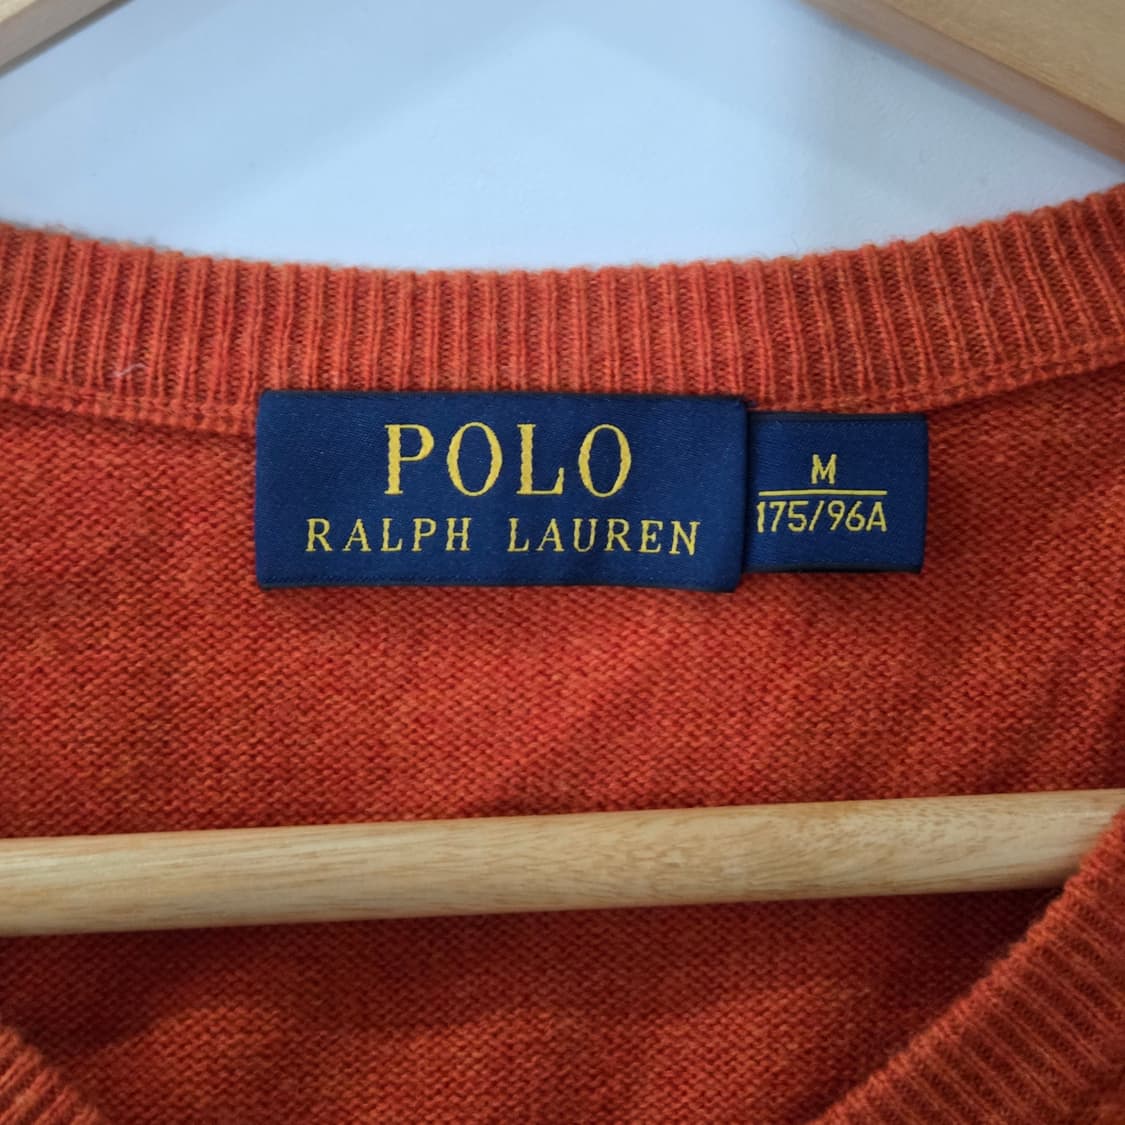 POLO
RALPH LAUREN
M
175/96A